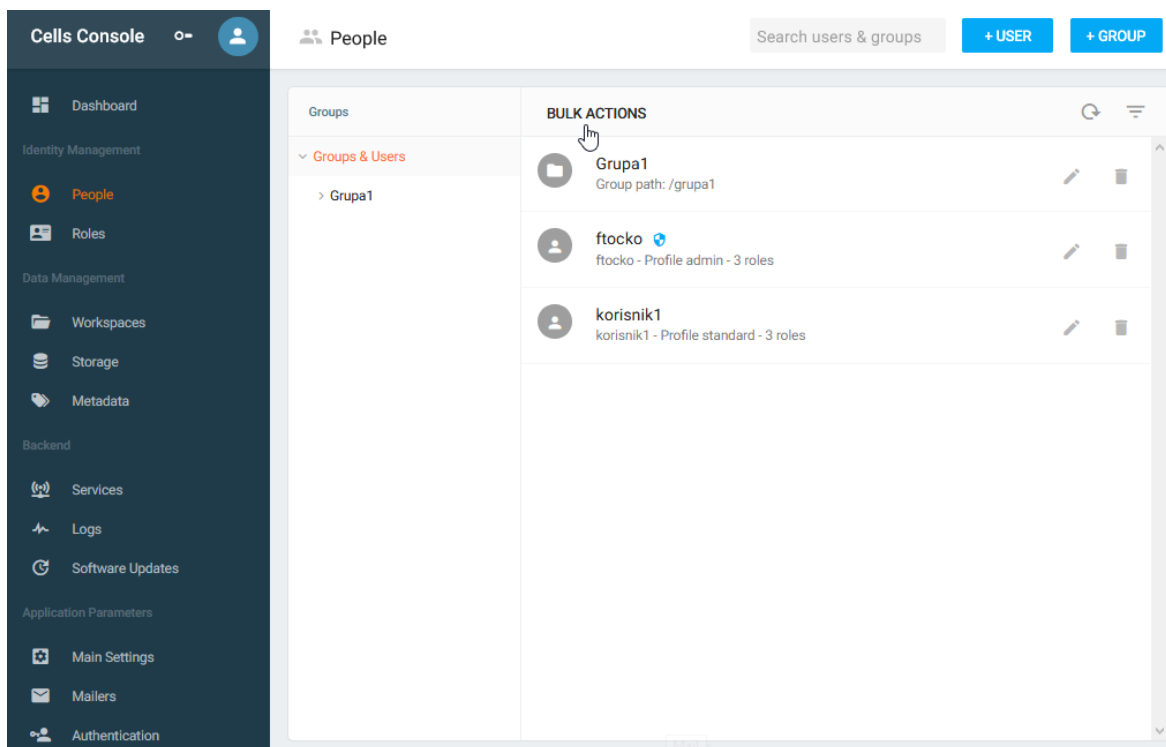 Cells Console
People
Search users & groups
+ USER
+ GROUP
Dashboard
Identity Management
People
Roles
Data Management
Workspaces
Storage
Metadata
Backend
Services
Logs
Software Updates
Application Parameters
Main Settings
Mailers
Authentication
Groups
Groups & Users
Grupa1
BULK ACTIONS
Grupa1
Group path: /grupa1
ftocko
ftocko - Profile admin - 3 roles
korisnik1
korisnik1 - Profile standard - 3 roles